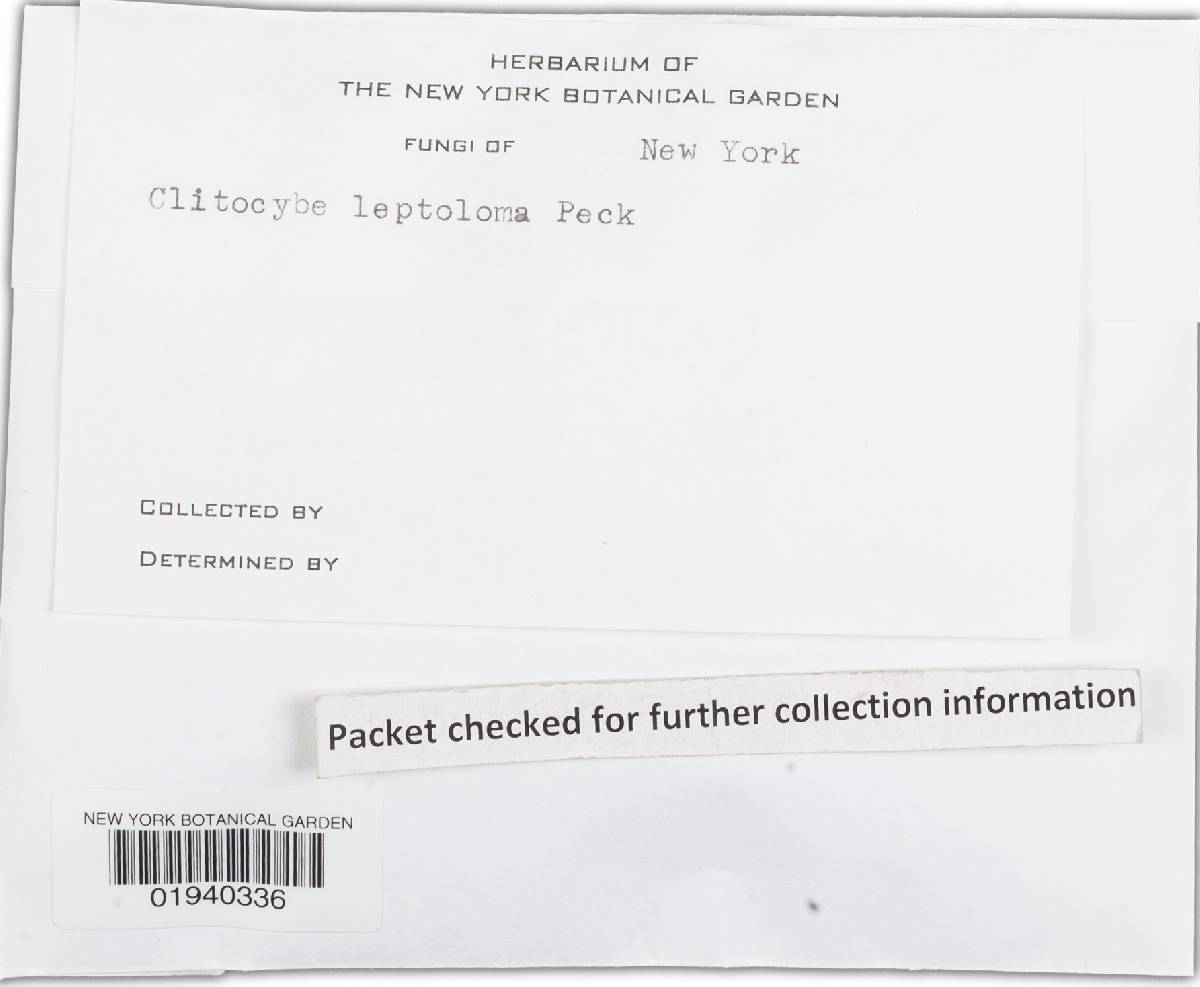 HERBARIUM OF
THE NEW YORK BOTANICAL GARDEN
FUNGI OF New York
Clitocybe leptoloma Peck
COLLECTED BY
DETERMINED BY
Packet checked for further collection information
NEW YORK BOTANICAL GARDEN
01940336